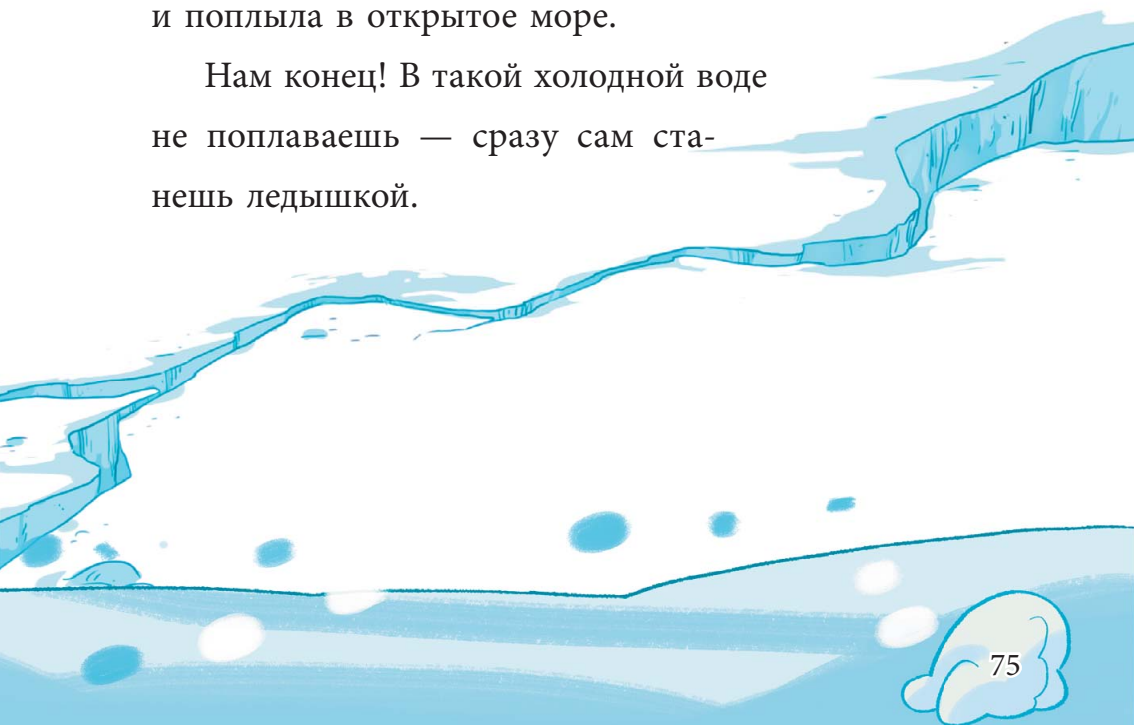 и поплыла в открытое море.
Нам конец! В такой холодной воде
не поплаваешь — сразу сам ста-
нешь ледышкой.
75